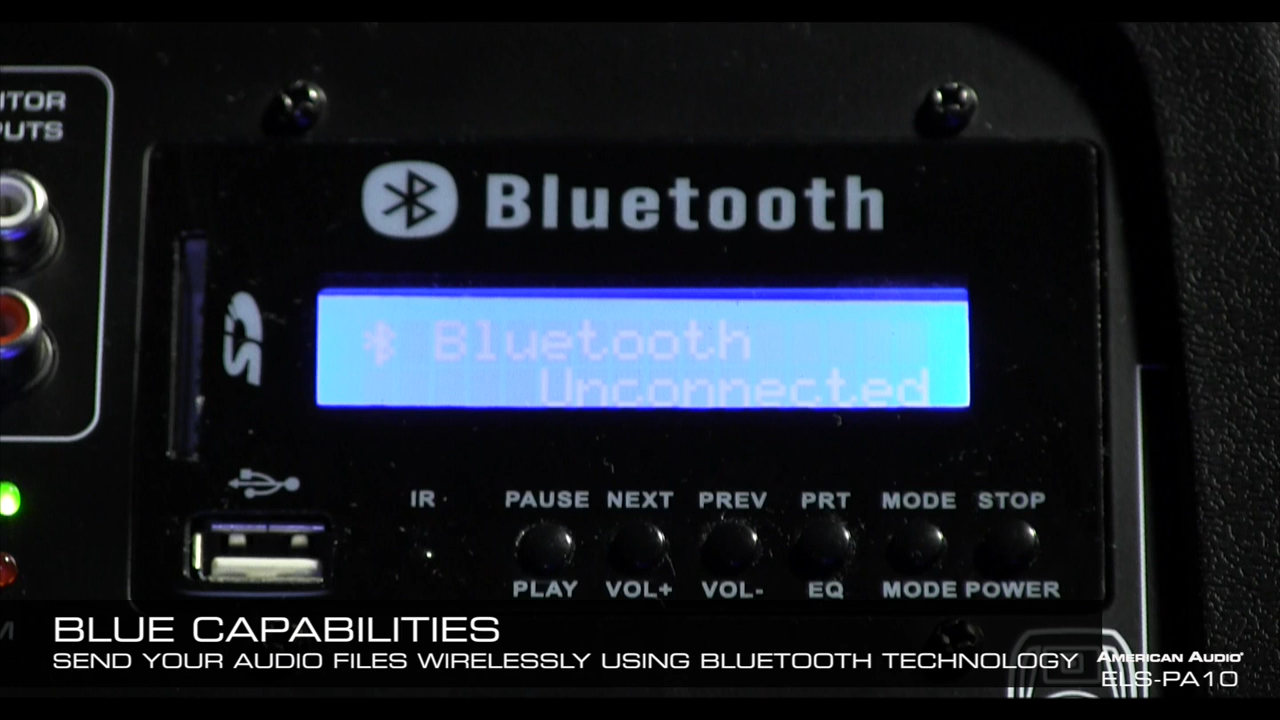 ITOR
PUTS
Bluetooth
Bluetooth
Unconnected
SD
IR
PAUSE NEXT PREV PRT MODE STOP
PLAY VOL+ VOL- EQ MODE POWER
BLUE CAPABILITIES
SEND YOUR AUDIO FILES WIRELESSLY USING BLUETOOTH TECHNOLOGY
AMERICAN AUDIO®
ELS-PA10